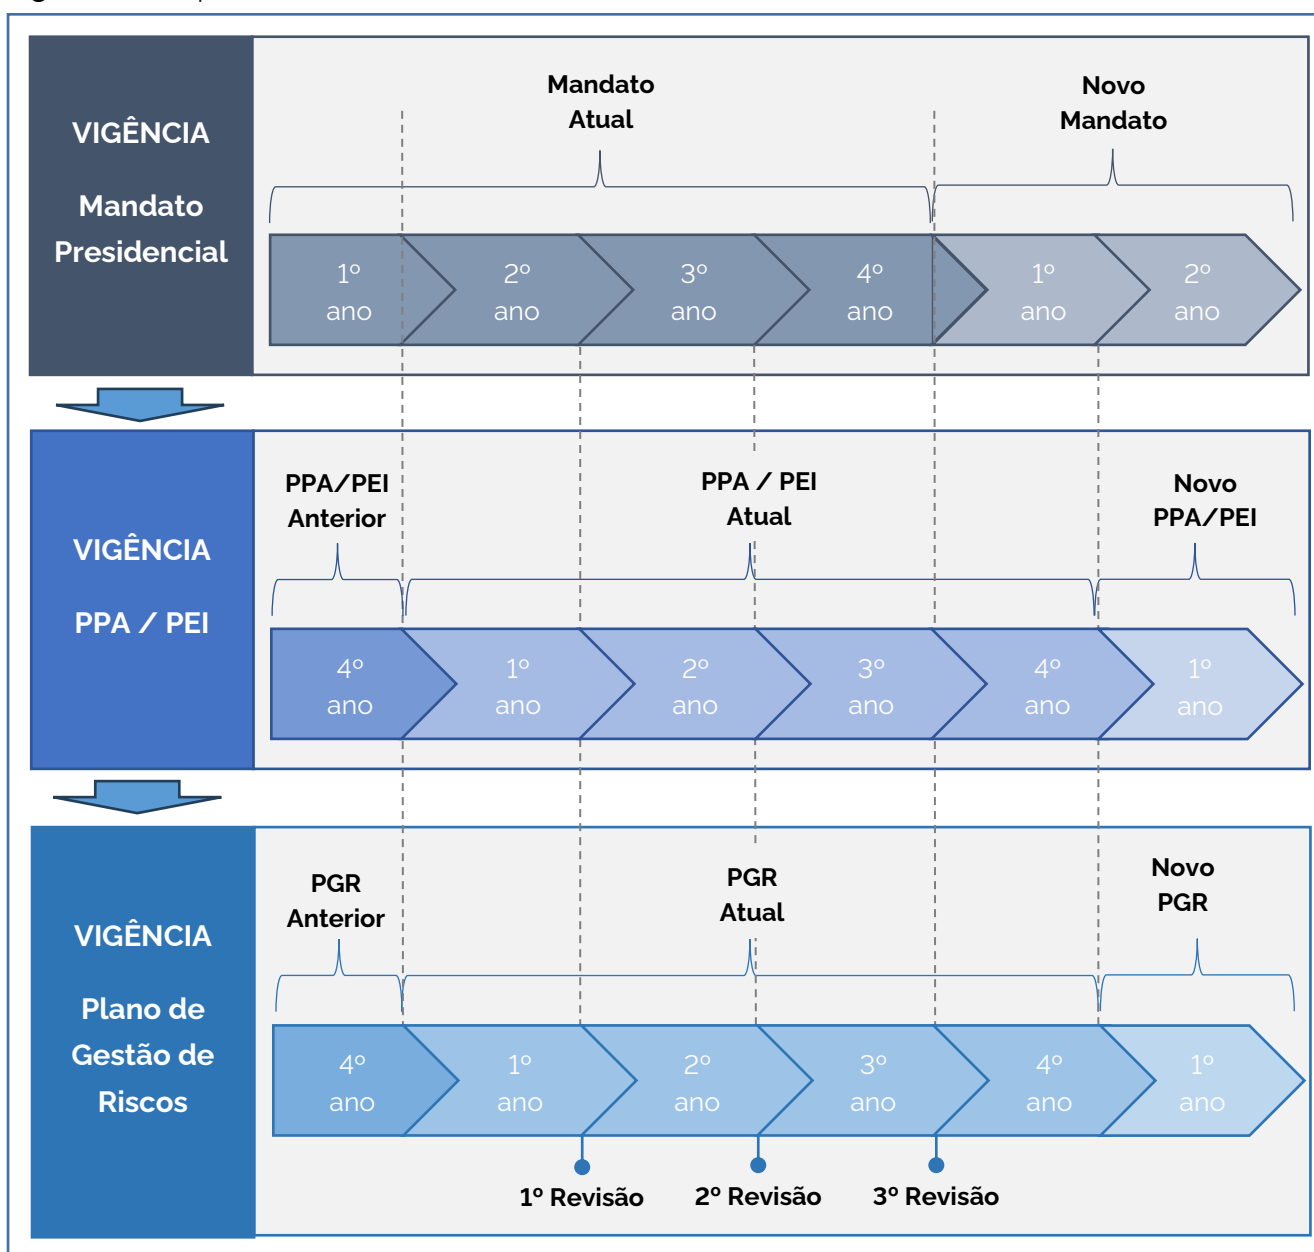 VIGÊNCIA
Mandato
Presidencial
Mandato
Atual
Novo
Mandato
1º
ano
2º
ano
3º
ano
4º
ano
1º
ano
2º
ano
VIGÊNCIA
PPA / PEI
PPA/PEI
Anterior
PPA / PEI
Atual
Novo
PPA/PEI
4º
ano
1º
ano
2º
ano
3º
ano
4º
ano
1º
ano
VIGÊNCIA
Plano de
Gestão de
Riscos
PGR
Anterior
PGR
Atual
Novo
PGR
4º
ano
1º
ano
2º
ano
3º
ano
4º
ano
1º
ano
1º Revisão
2º Revisão
3º Revisão